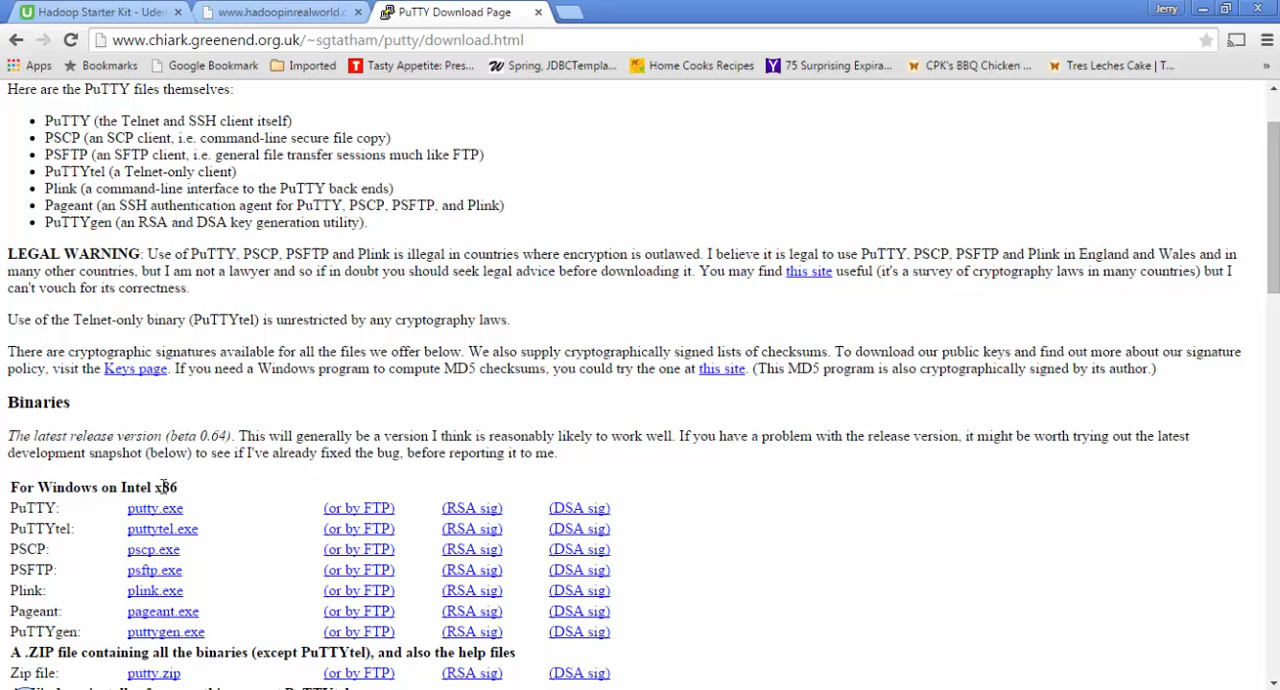 Hadoop Starter Kit - Ude
www.hadoopinrealworld.c
PuTTY Download Page
Jerry
www.chiark.greenend.org.uk/~sgtatham/putty/download.html
Apps Bookmarks Google Bookmark Imported Tasty Appetite: Pres... Spring, JDBCTempla... Home Cooks Recipes 75 Surprising Expira... CPK's BBQ Chicken ... Tres Leches Cake | T... »
Here are the PuTTY files themselves:
• PuTTY (the Telnet and SSH client itself)
• PSCP (an SCP client, i.e. command-line secure file copy)
• PSFTP (an SFTP client, i.e. general file transfer sessions much like FTP)
• PuTTYtel (a Telnet-only client)
• Plink (a command-line interface to the PuTTY back ends)
• Pageant (an SSH authentication agent for PuTTY, PSCP, PSFTP, and Plink)
• PuTTYgen (an RSA and DSA key generation utility).
LEGAL WARNING: Use of PuTTY, PSCP, PSFTP and Plink is illegal in countries where encryption is outlawed. I believe it is legal to use PuTTY, PSCP, PSFTP and Plink in England and Wales and in
many other countries, but I am not a lawyer and so if in doubt you should seek legal advice before downloading it. You may find this site useful (it's a survey of cryptography laws in many countries) but I
can't vouch for its correctness.
Use of the Telnet-only binary (PuTTYtel) is unrestricted by any cryptography laws.
There are cryptographic signatures available for all the files we offer below. We also supply cryptographically signed lists of checksums. To download our public keys and find out more about our signature
policy, visit the Keys page. If you need a Windows program to compute MD5 checksums, you could try the one at this site. (This MD5 program is also cryptographically signed by its author.)
Binaries
The latest release version (beta 0.64). This will generally be a version I think is reasonably likely to work well. If you have a problem with the release version, it might be worth trying out the latest
development snapshot (below) to see if I've already fixed the bug, before reporting it to me.
For Windows on Intel x86
PuTTY: putty.exe (or by FTP) (RSA sig) (DSA sig)
PuTTYtel: puttytel.exe (or by FTP) (RSA sig) (DSA sig)
PSCP: pscp.exe (or by FTP) (RSA sig) (DSA sig)
PSFTP: psftp.exe (or by FTP) (RSA sig) (DSA sig)
Plink: plink.exe (or by FTP) (RSA sig) (DSA sig)
Pageant: pageant.exe (or by FTP) (RSA sig) (DSA sig)
PuTTYgen: puttygen.exe (or by FTP) (RSA sig) (DSA sig)
A .ZIP file containing all the binaries (except PuTTYtel), and also the help files
Zip file: putty.zip (or by FTP) (RSA sig) (DSA sig)